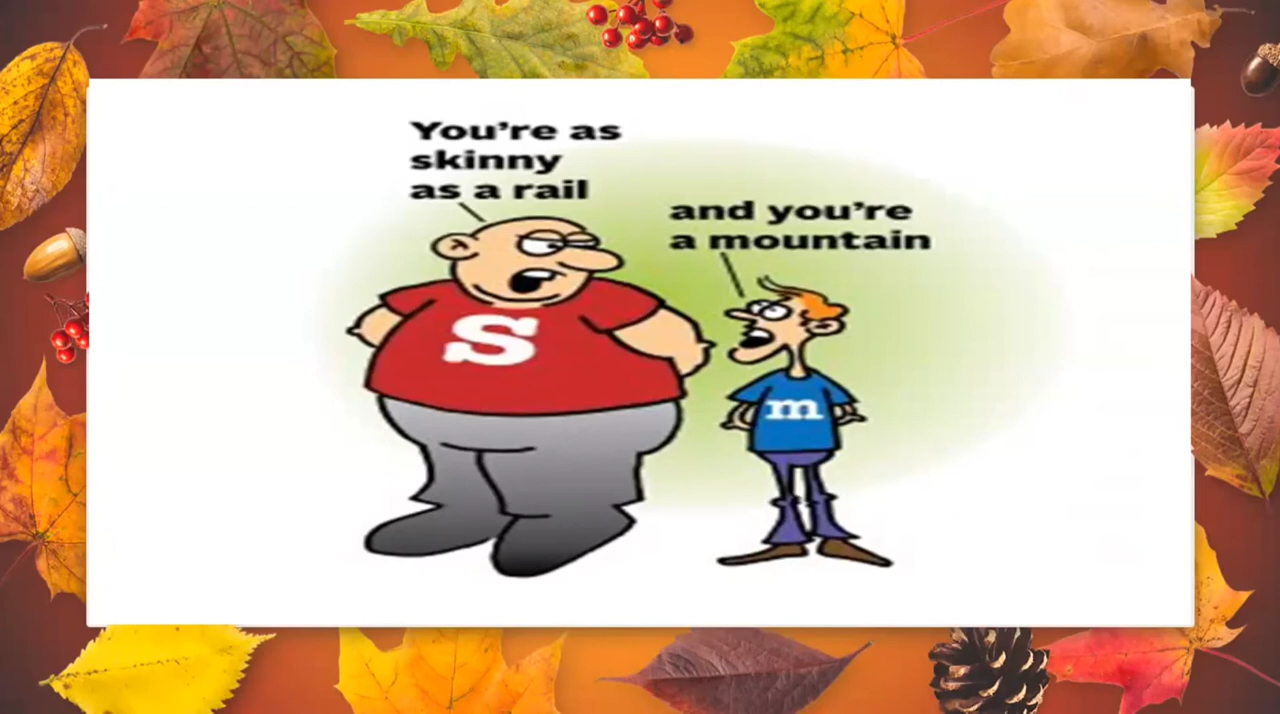 You're as
skinny
as a rail
and you're
a mountain
S
m